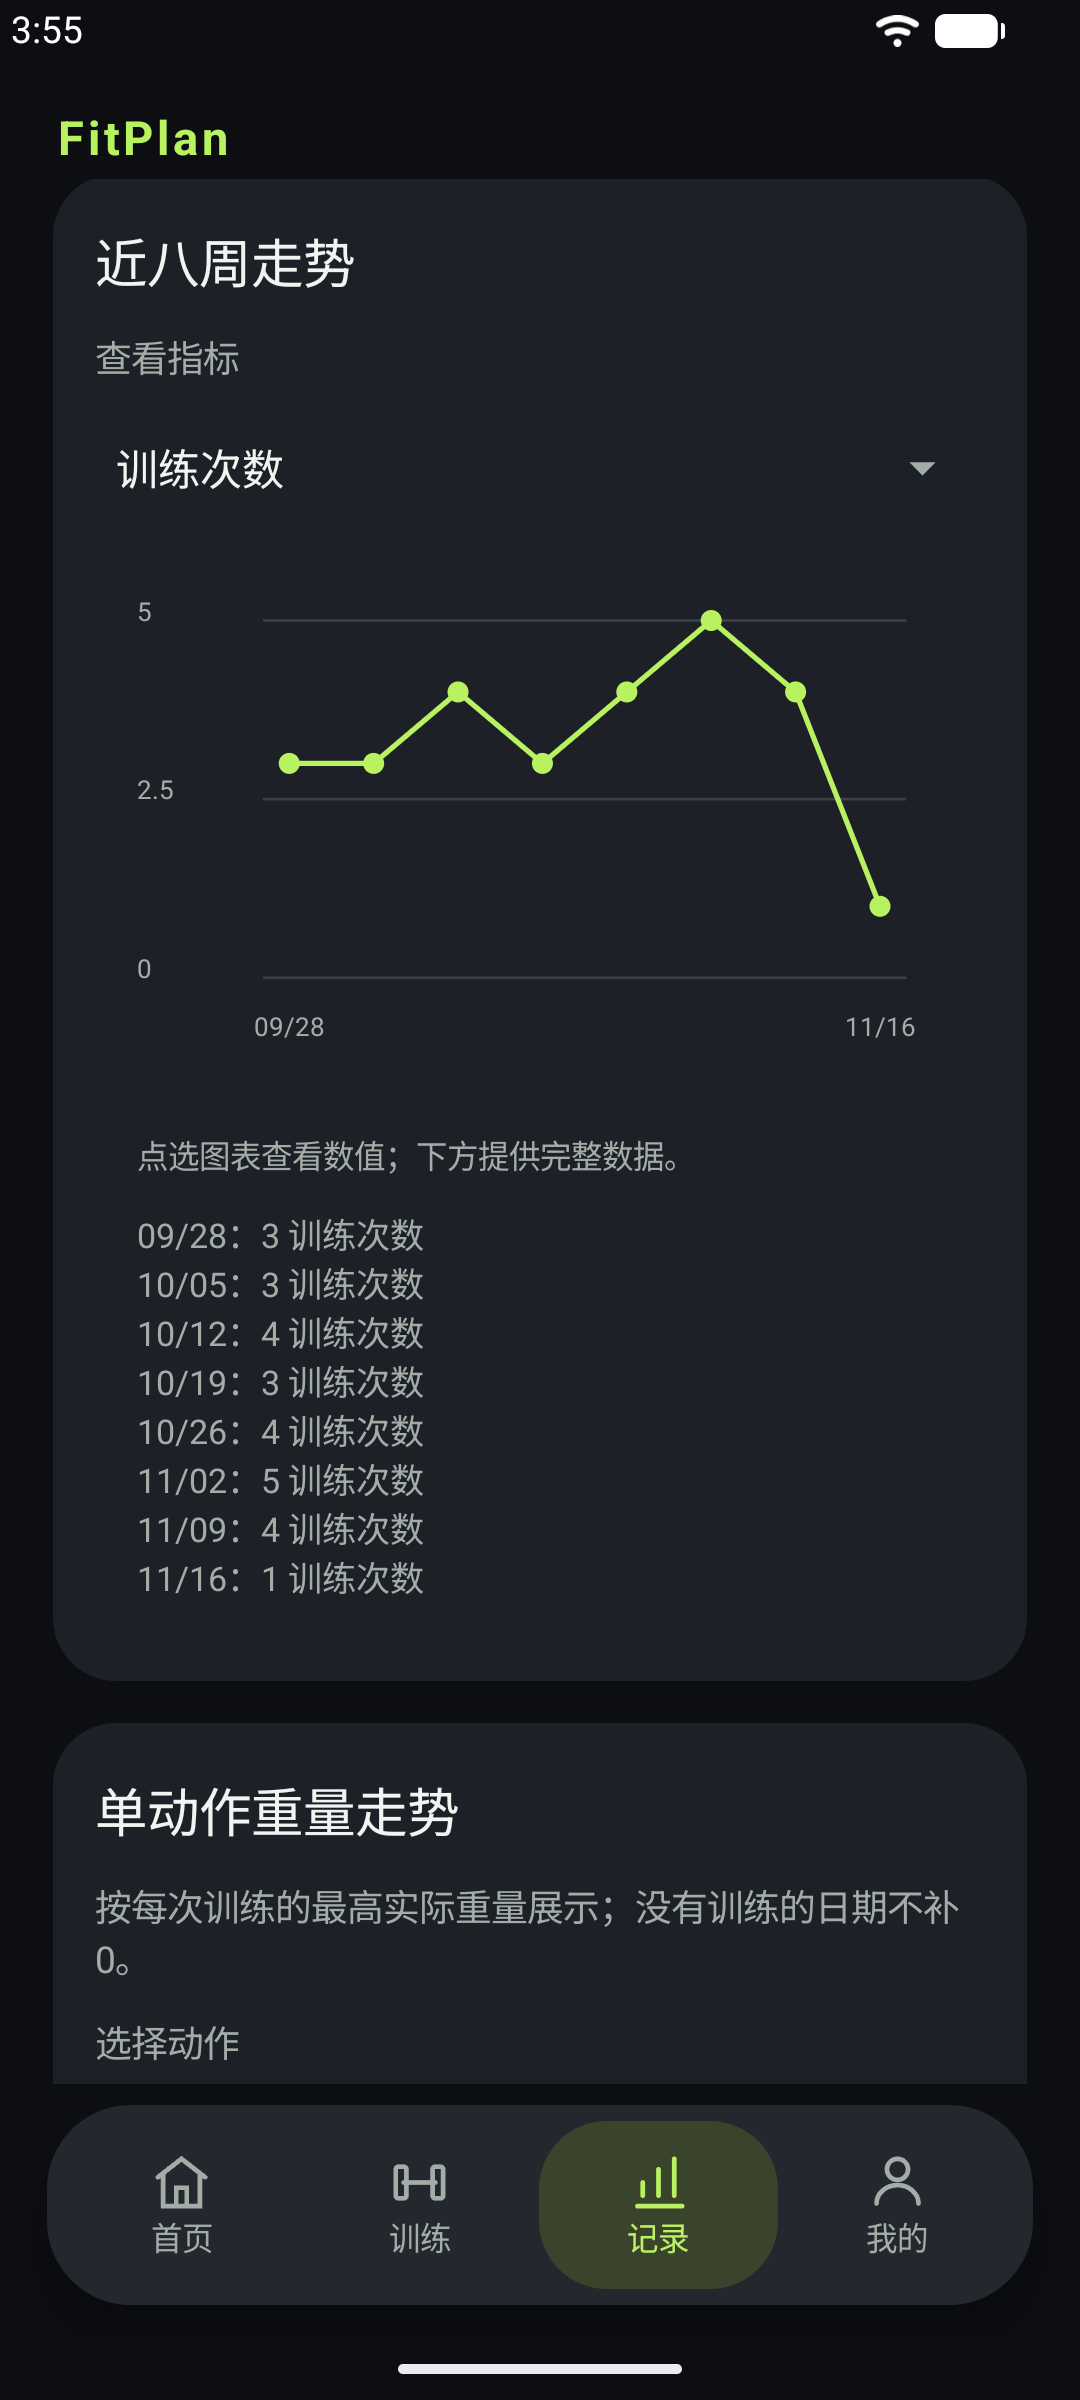 3:55
FitPlan
近八周走势
查看指标
训练次数
5
2.5
0
09/28
11/16
点选图表查看数值；下方提供完整数据。
09/28：3 训练次数
10/05：3 训练次数
10/12：4 训练次数
10/19：3 训练次数
10/26：4 训练次数
11/02：5 训练次数
11/09：4 训练次数
11/16：1 训练次数
单动作重量走势
按每次训练的最高实际重量展示；没有训练的日期不补
0。
选择动作
首页
训练
记录
我的